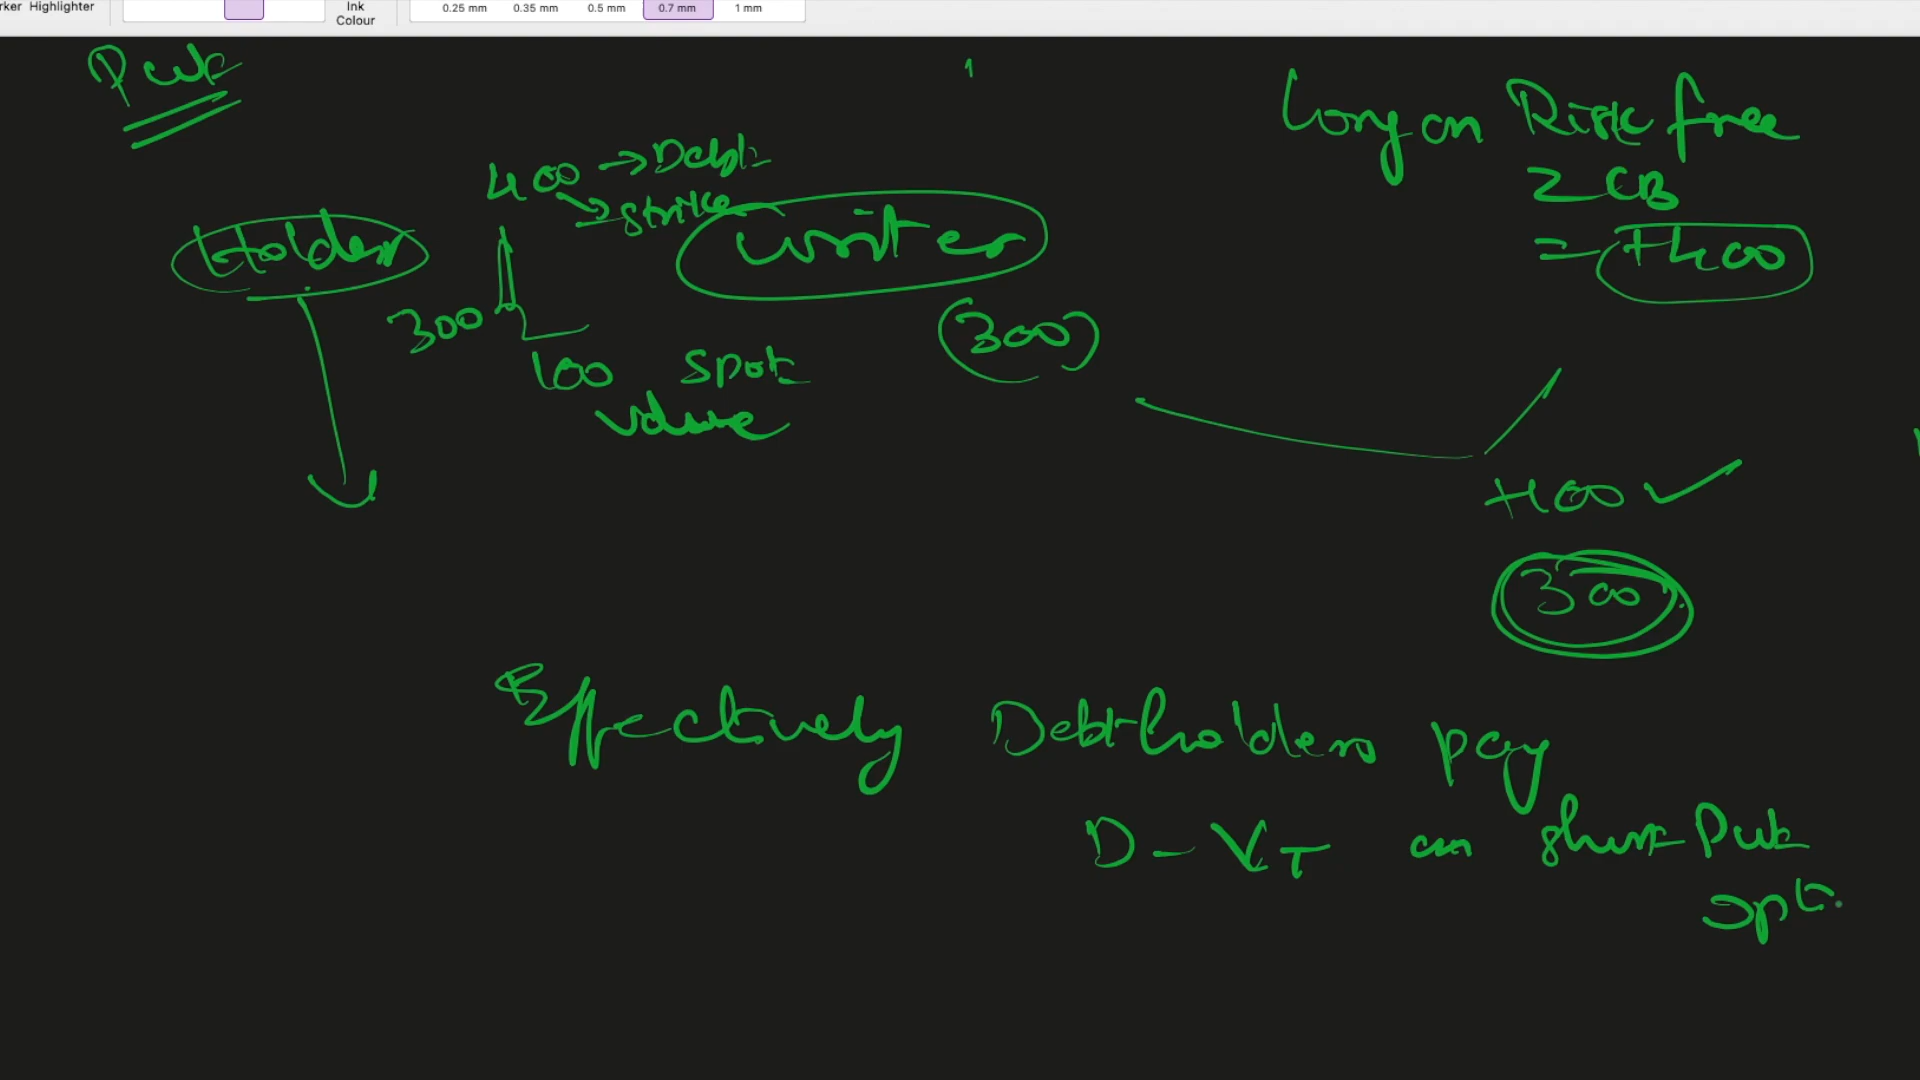 rker Highlighter
Ink
Colour
0.25 mm 0.35 mm 0.5 mm 0.7 mm 1 mm
Put
400 → Debt
→ strike
Holder
writer
300
100 spot
value
(300)
Long on Risk free
ZCB
= +400
+400 ✓
300
Effectively Debtholders pay
D - VT on short Put
opt.